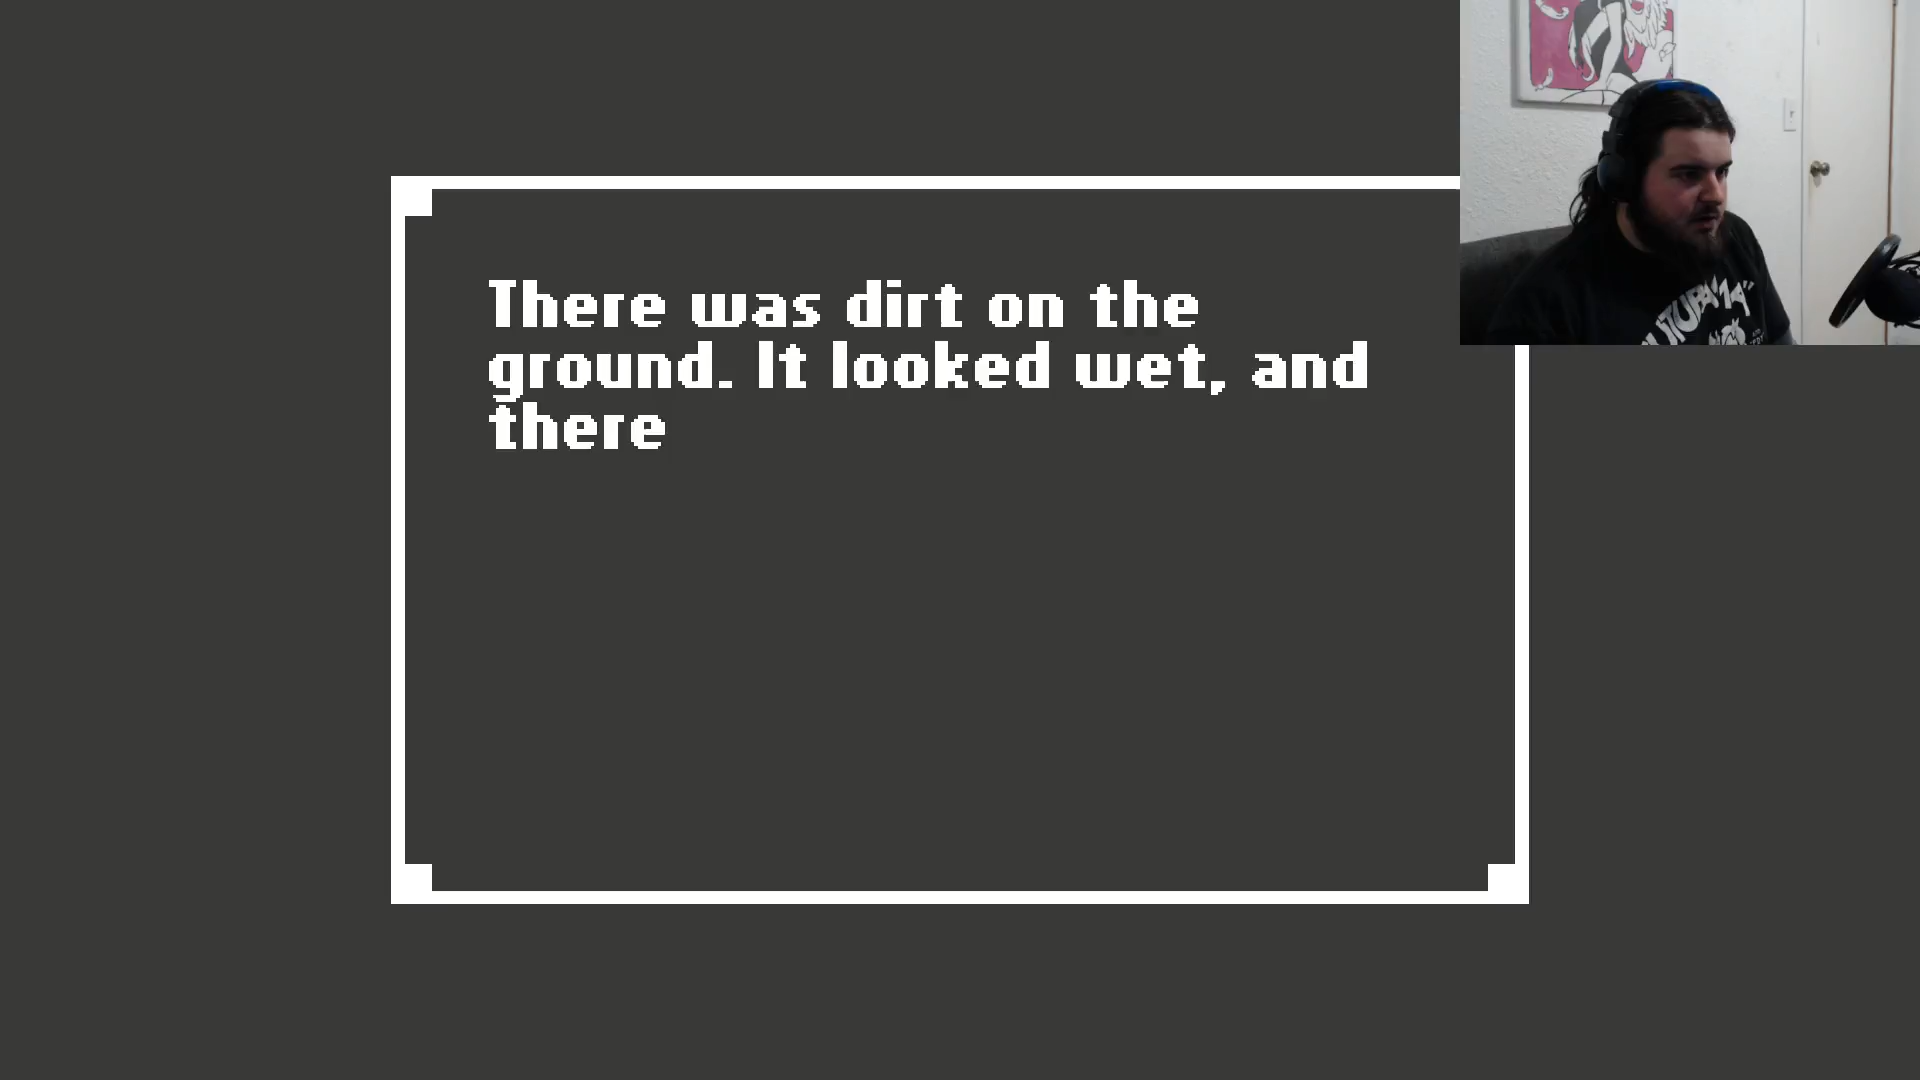 There was dirt on the
ground. It looked wet, and
there